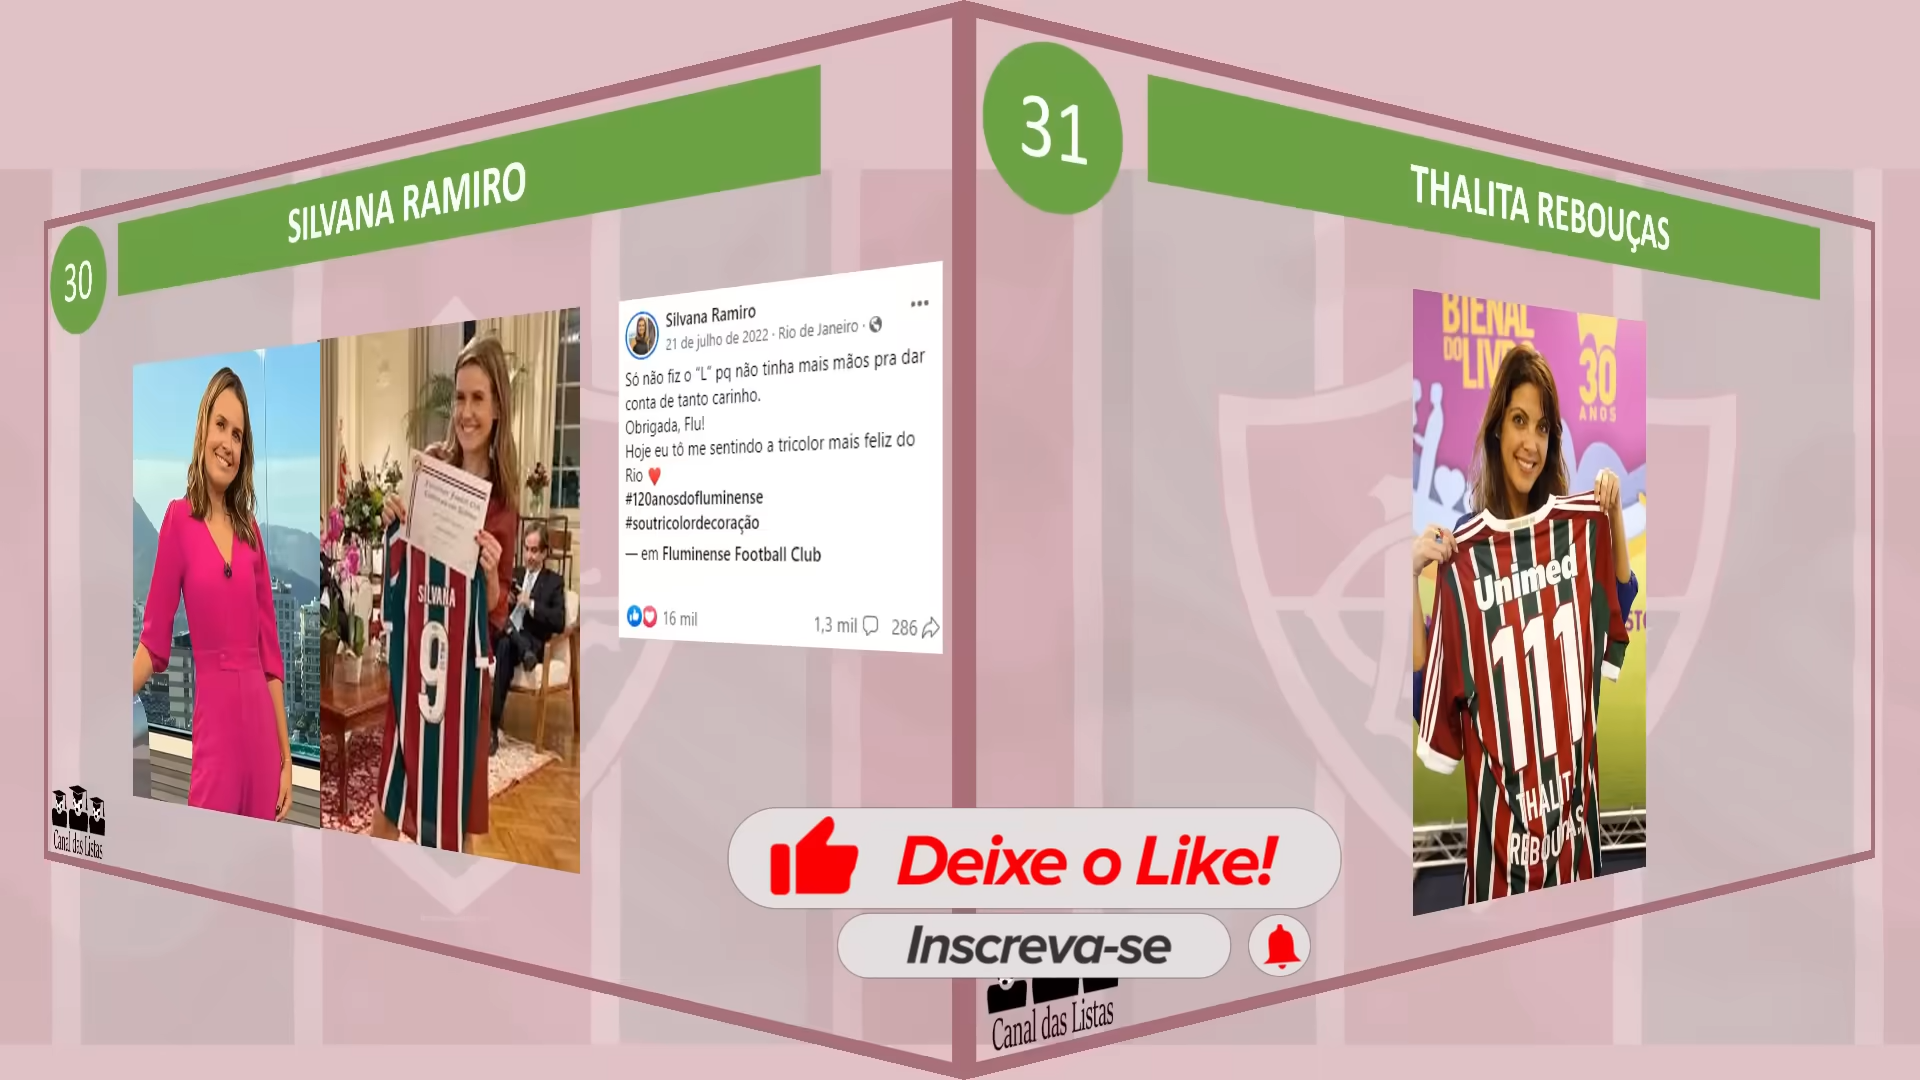 30
SILVANA RAMIRO
SILVANA
9
Silvana Ramiro
21 de julho de 2022 · Rio de Janeiro ·
Só não fiz o "L" pq não tinha mais mãos pra dar
conta de tanto carinho.
Obrigada, Flu!
Hoje eu tô me sentindo a tricolor mais feliz do
Rio ❤️
#120anosdofluminense
#soutricolordecoração
— em Fluminense Football Club
16 mil
1,3 mil
286
Canal das Listas
31
THALITA REBOUÇAS
BIENAL
DO LIVRO
30
ANOS
Unimed
111
THALIT
REBOUÇAS
Deixe o Like!
Inscreva-se
Canal das Listas